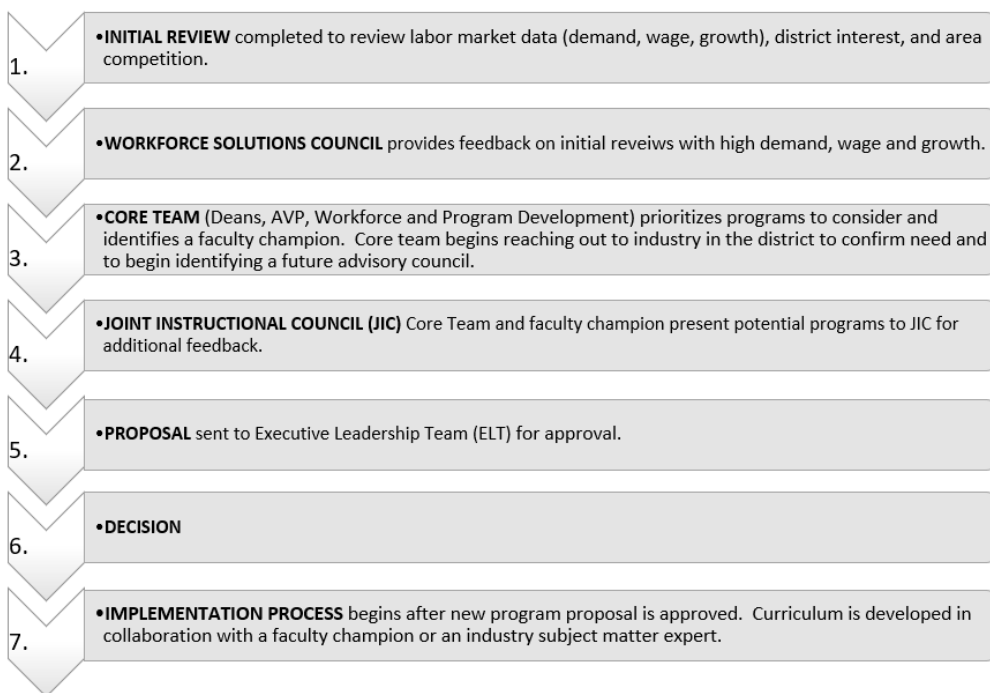 1.
•INITIAL REVIEW completed to review labor market data (demand, wage, growth), district interest, and area
competition.
2.
•WORKFORCE SOLUTIONS COUNCIL provides feedback on initial reveiws with high demand, wage and growth.
3.
•CORE TEAM (Deans, AVP, Workforce and Program Development) prioritizes programs to consider and
identifies a faculty champion.  Core team begins reaching out to industry in the district to confirm need and
to begin identifying a future advisory council.
4.
•JOINT INSTRUCTIONAL COUNCIL (JIC) Core Team and faculty champion present potential programs to JIC for
additional feedback.
5.
•PROPOSAL sent to Executive Leadership Team (ELT) for approval.
6.
•DECISION
7.
•IMPLEMENTATION PROCESS begins after new program proposal is approved.  Curriculum is developed in
collaboration with a faculty champion or an industry subject matter expert.